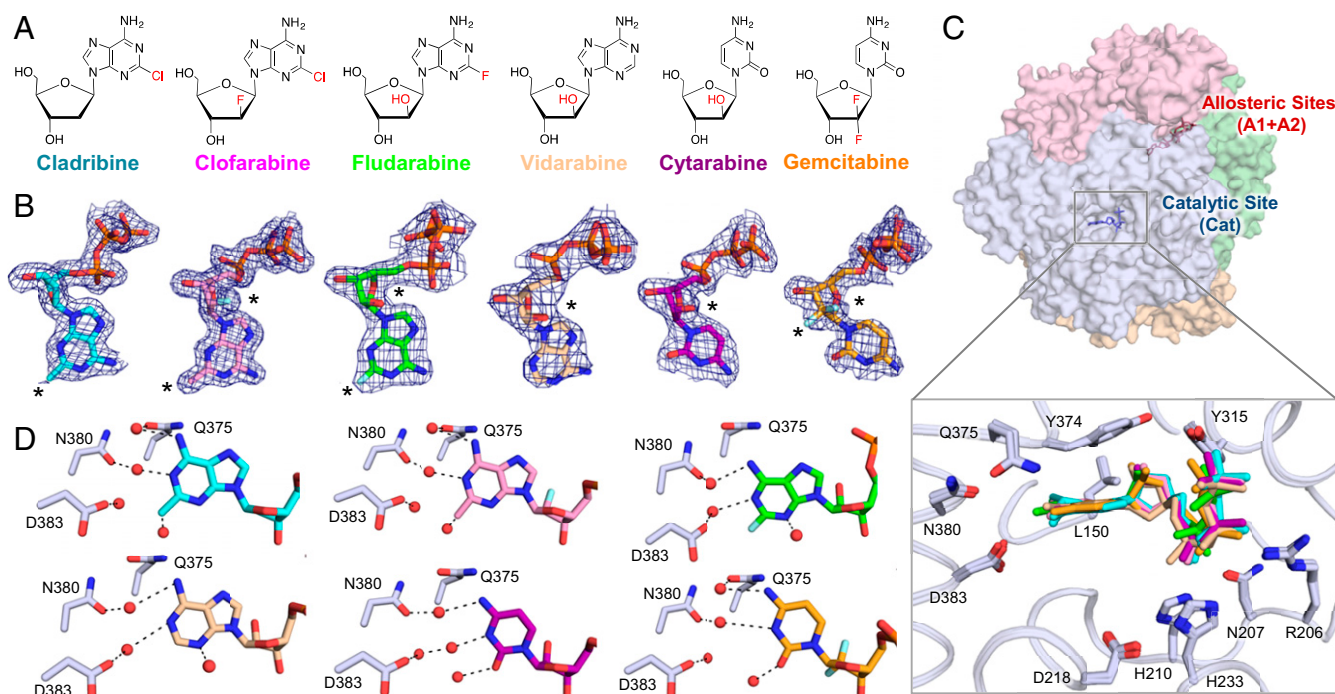 A
NH₂
N
N
N
N
Cl
HO
O
OH
Cladribine
NH₂
N
N
N
N
Cl
HO
O
F
OH
Clofarabine
NH₂
N
N
N
N
F
HO
O
HO
OH
Fludarabine
NH₂
N
N
N
N
HO
O
HO
OH
Vidarabine
NH₂
N
N
O
HO
O
HO
OH
Cytarabine
NH₂
N
N
O
HO
O
F
F
OH
Gemcitabine
B
*
*
*
*
*
*
*
*
*
C
Allosteric Sites
(A1+A2)
Catalytic Site
(Cat)
Q375
Y374
Y315
N380
L150
D383
D218
H210
H233
N207
R206
D
N380
Q375
D383
N380
Q375
D383
N380
Q375
D383
N380
Q375
D383
N380
Q375
D383
N380
Q375
D383